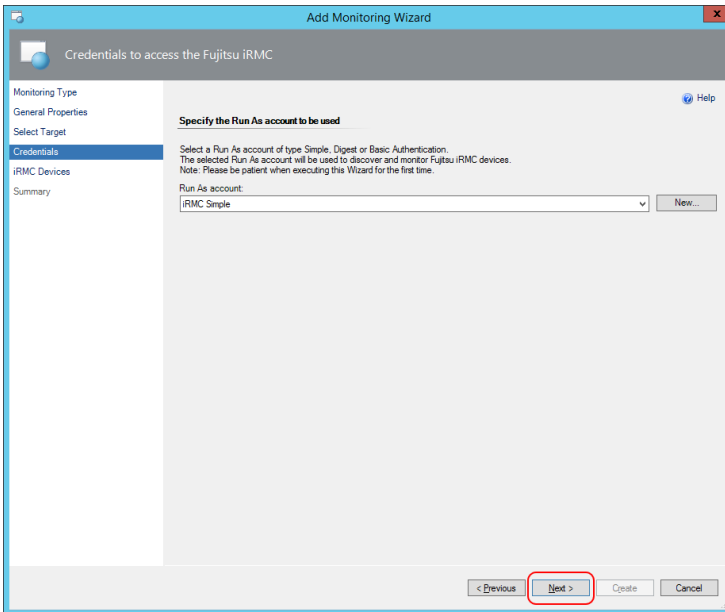 Add Monitoring Wizard
x
Credentials to access the Fujitsu iRMC
Monitoring Type
General Properties
Select Target
Credentials
iRMC Devices
Summary
Help
Specify the Run As account to be used
Select a Run As account of type Simple, Digest or Basic Authentication.
The selected Run As account will be used to discover and monitor Fujitsu iRMC devices.
Note: Please be patient when executing this Wizard for the first time.
Run As account:
iRMC Simple
New...
< Previous
Next >
Create
Cancel